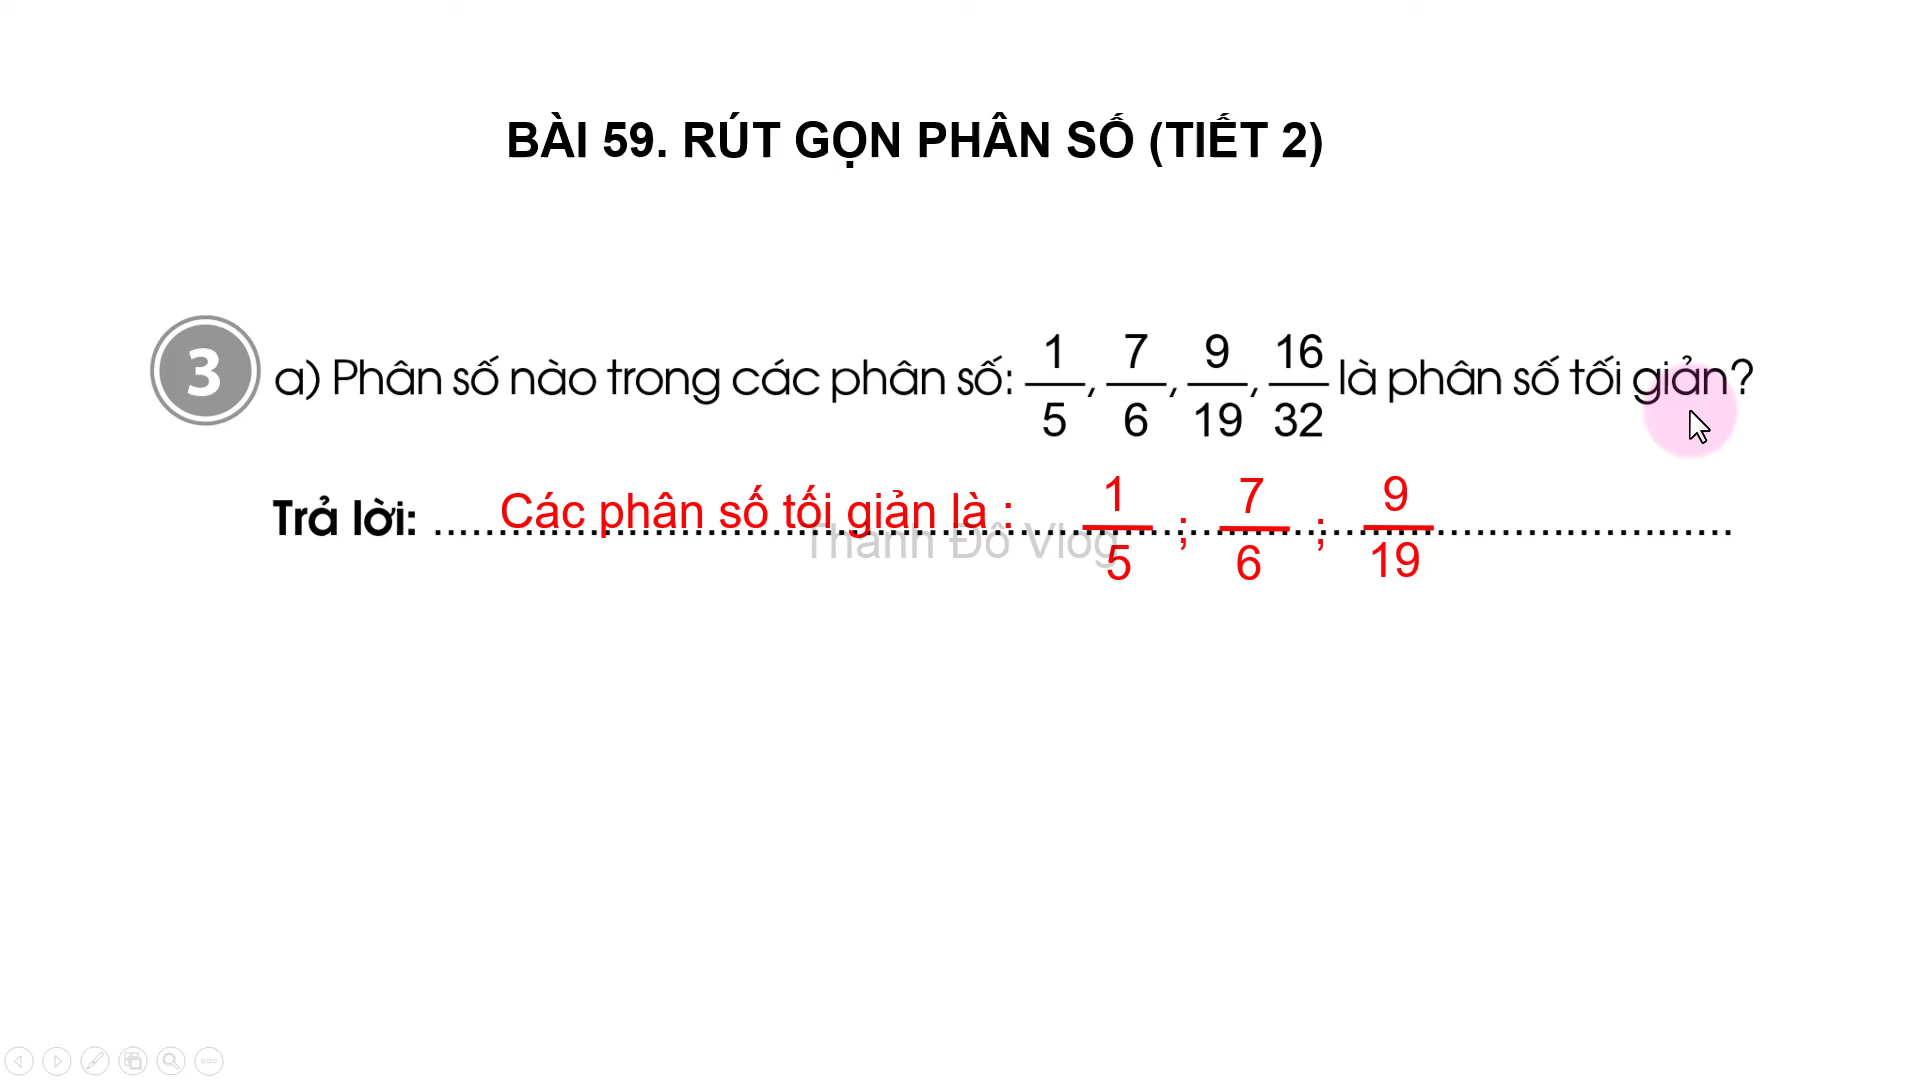 BÀI 59. RÚT GỌN PHÂN SỐ (TIẾT 2)
3 a) Phân số nào trong các phân số: 1/5, 7/6, 9/19, 16/32 là phân số tối giản?
Trả lời: Các phân số tối giản là : 1/5 ; 7/6 ; 9/19
Thanh Đô Vlog